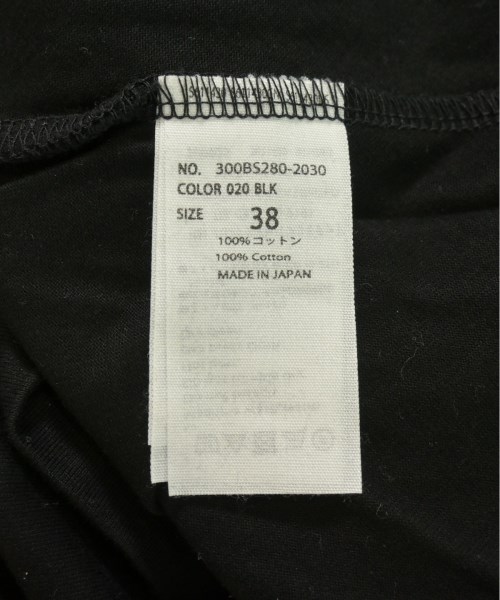 NO. 300BS280-2030
COLOR 020 BLK
SIZE 38
100%コットン
100% Cotton
MADE IN JAPAN